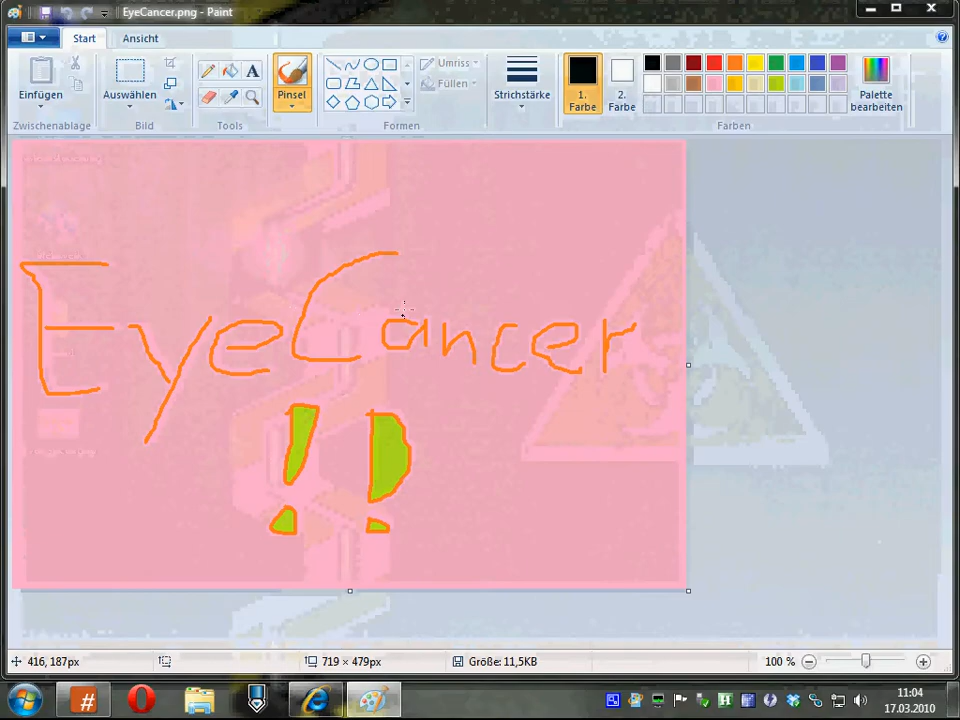 EyeCancer.png - Paint
Start Ansicht
Einfügen Auswählen Pinsel Umriss Füllen Strichstärke 1. Farbe 2. Farbe Palette bearbeiten
Zwischenablage Bild Tools Formen Farben
EyeCancer
!?
416, 187px 719 × 479px Größe: 11,5KB 100 %
11:04
17.03.2010